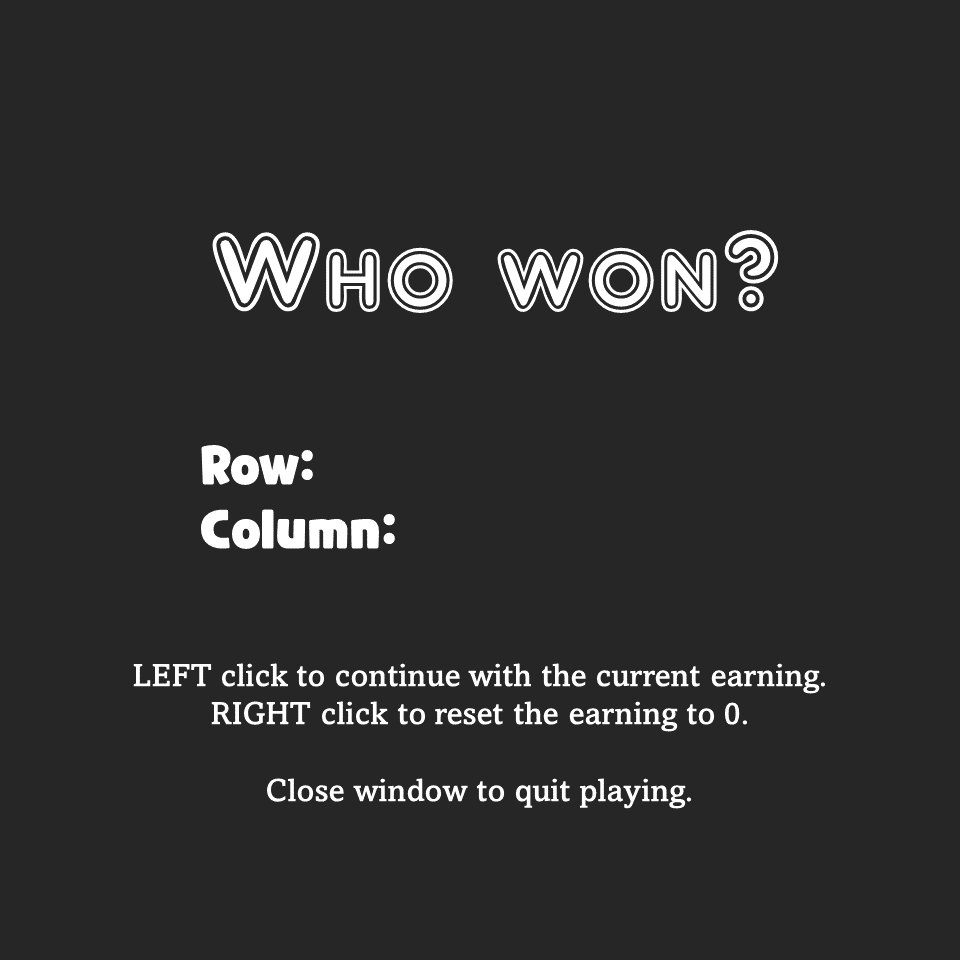 Who won?
Row:
Column:
LEFT click to continue with the current earning.
RIGHT click to reset the earning to 0.
Close window to quit playing.